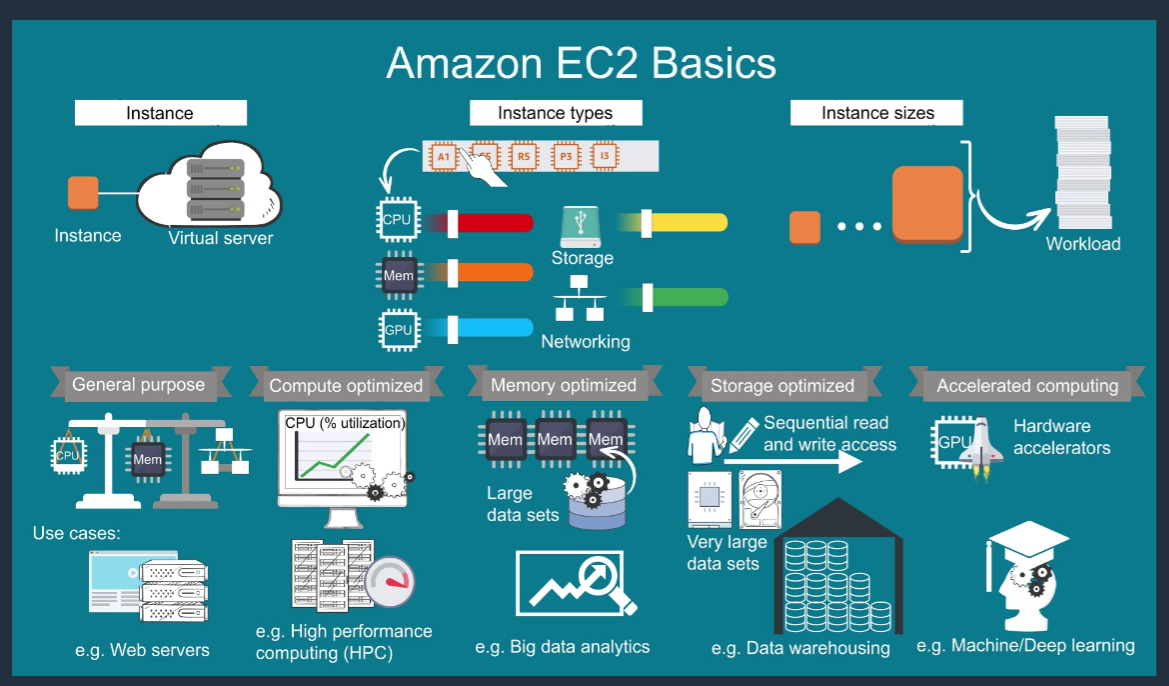 Amazon EC2 Basics
Instance
Instance types
Instance sizes
A1
R5
P3
I3
CPU
Mem
GPU
Storage
Networking
Instance
Virtual server
Workload
General purpose
Compute optimized
Memory optimized
Storage optimized
Accelerated computing
CPU
Mem
CPU (% utilization)
Mem
Mem
Mem
Large
data sets
Sequential read
and write access
Very large
data sets
GPU
Hardware
accelerators
Use cases:
e.g. Web servers
e.g. High performance
computing (HPC)
e.g. Big data analytics
e.g. Data warehousing
e.g. Machine/Deep learning